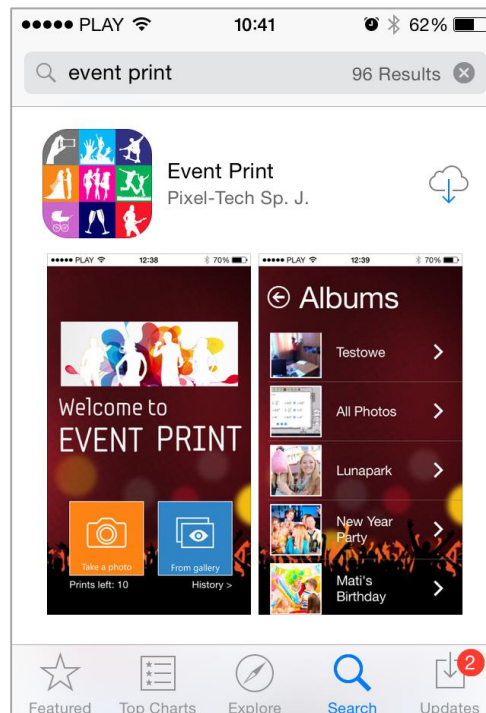 PLAY 10:41 62%
event print 96 Results
Event Print
Pixel-Tech Sp. J.
PLAY 12:38 70%
Welcome to
EVENT PRINT
Take a photo From gallery
Prints left: 10 History >
PLAY 12:39 70%
Albums
Testowe
All Photos
Lunapark
New Year
Party
Mati's
Birthday
2
Featured Top Charts Explore Search Updates